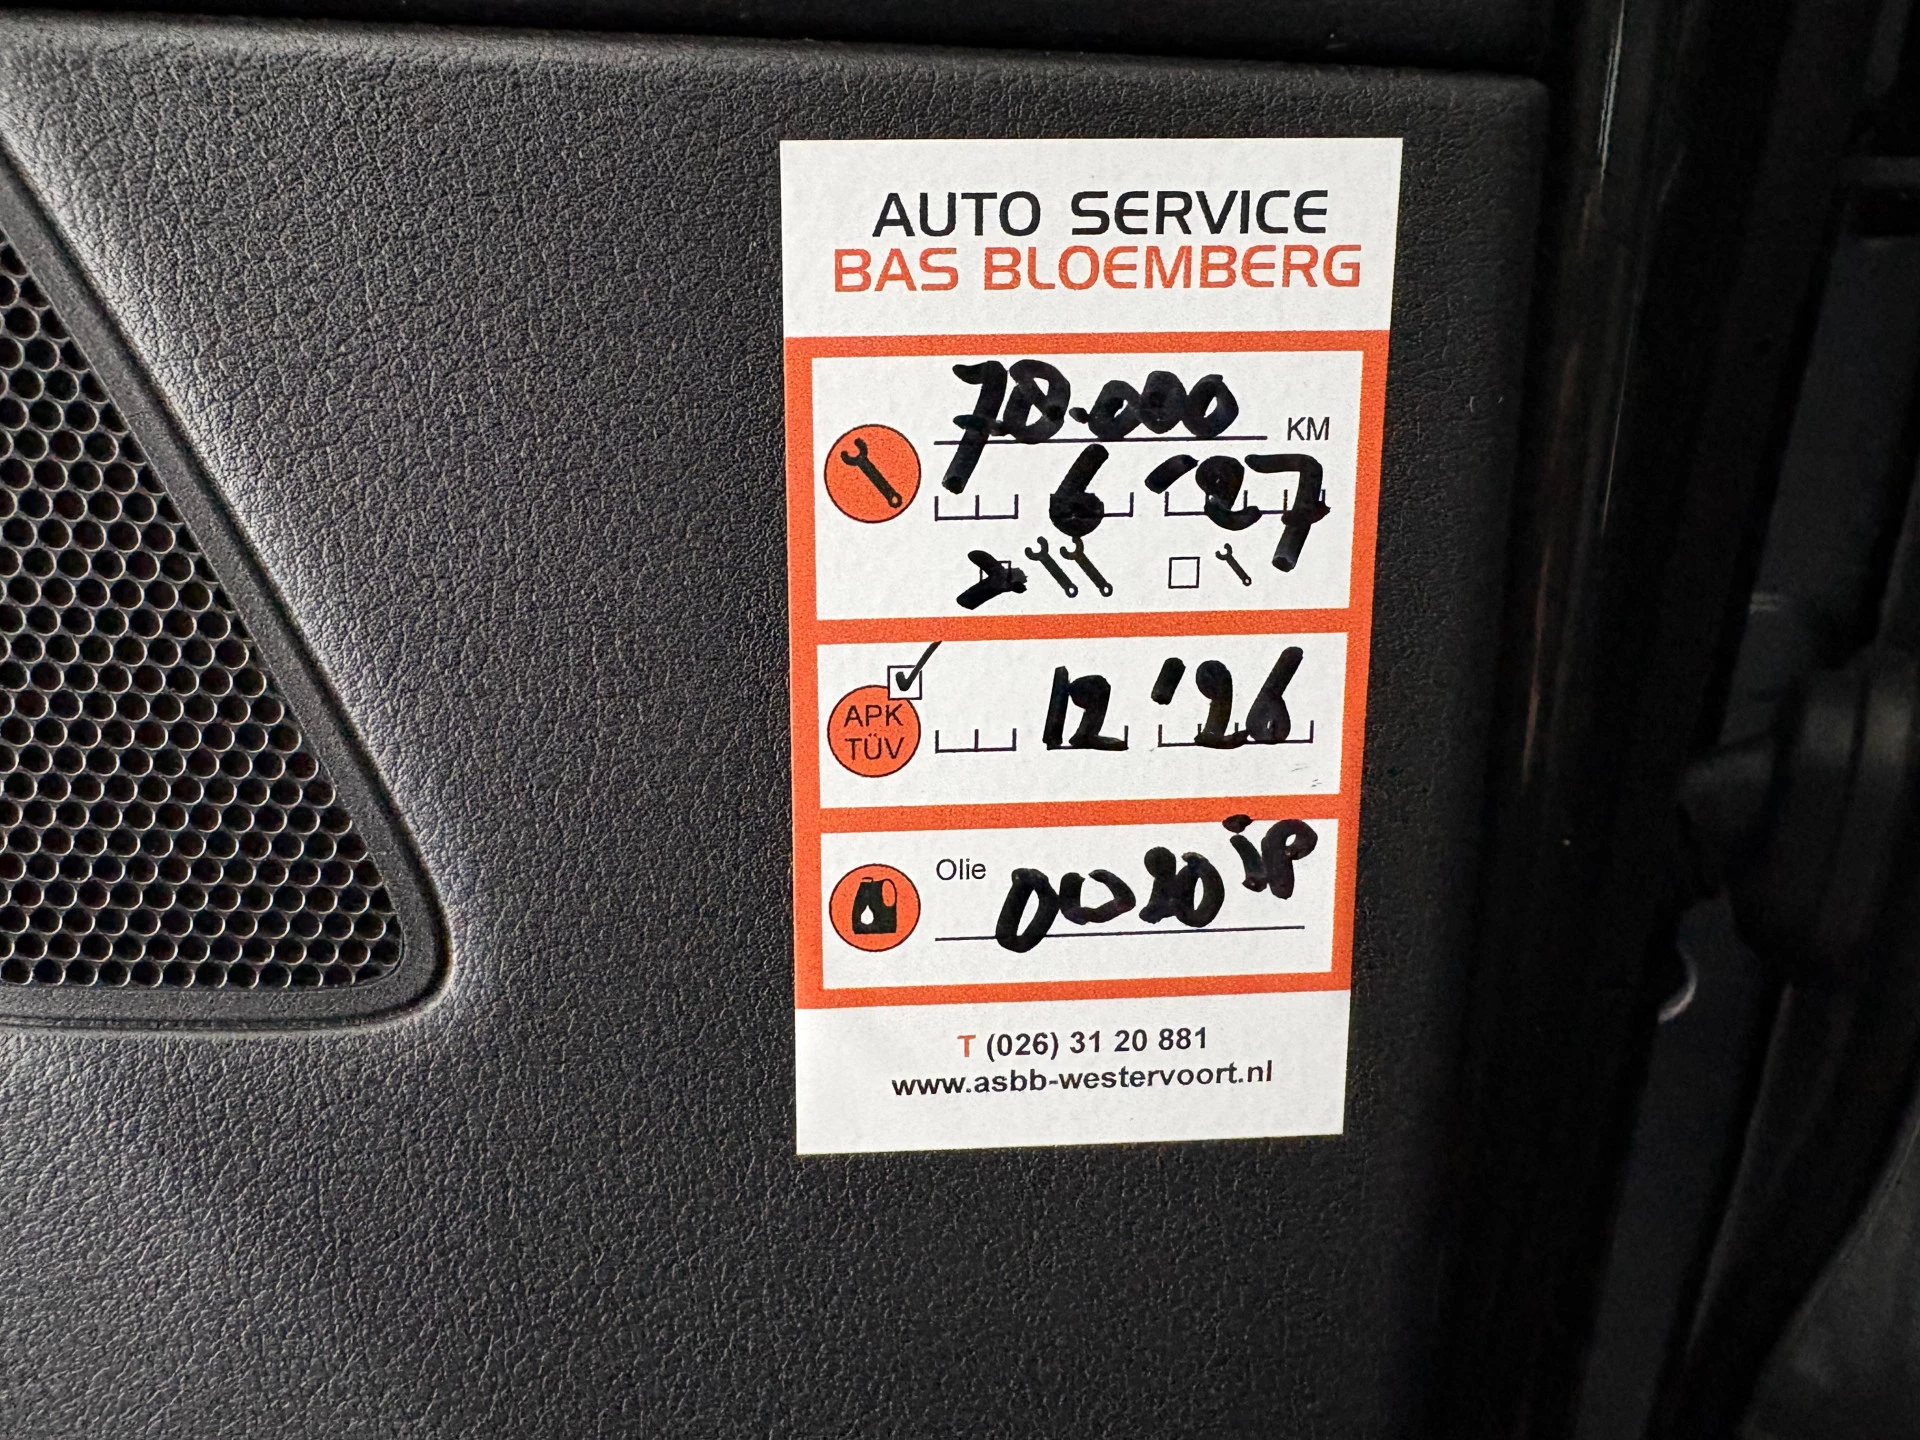 AUTO SERVICE
BAS BLOEMBERG
78.000 KM
6 '27
APK
TÜV
12 '26
Olie 0W20 iP
T (026) 31 20 881
www.asbb-westervoort.nl